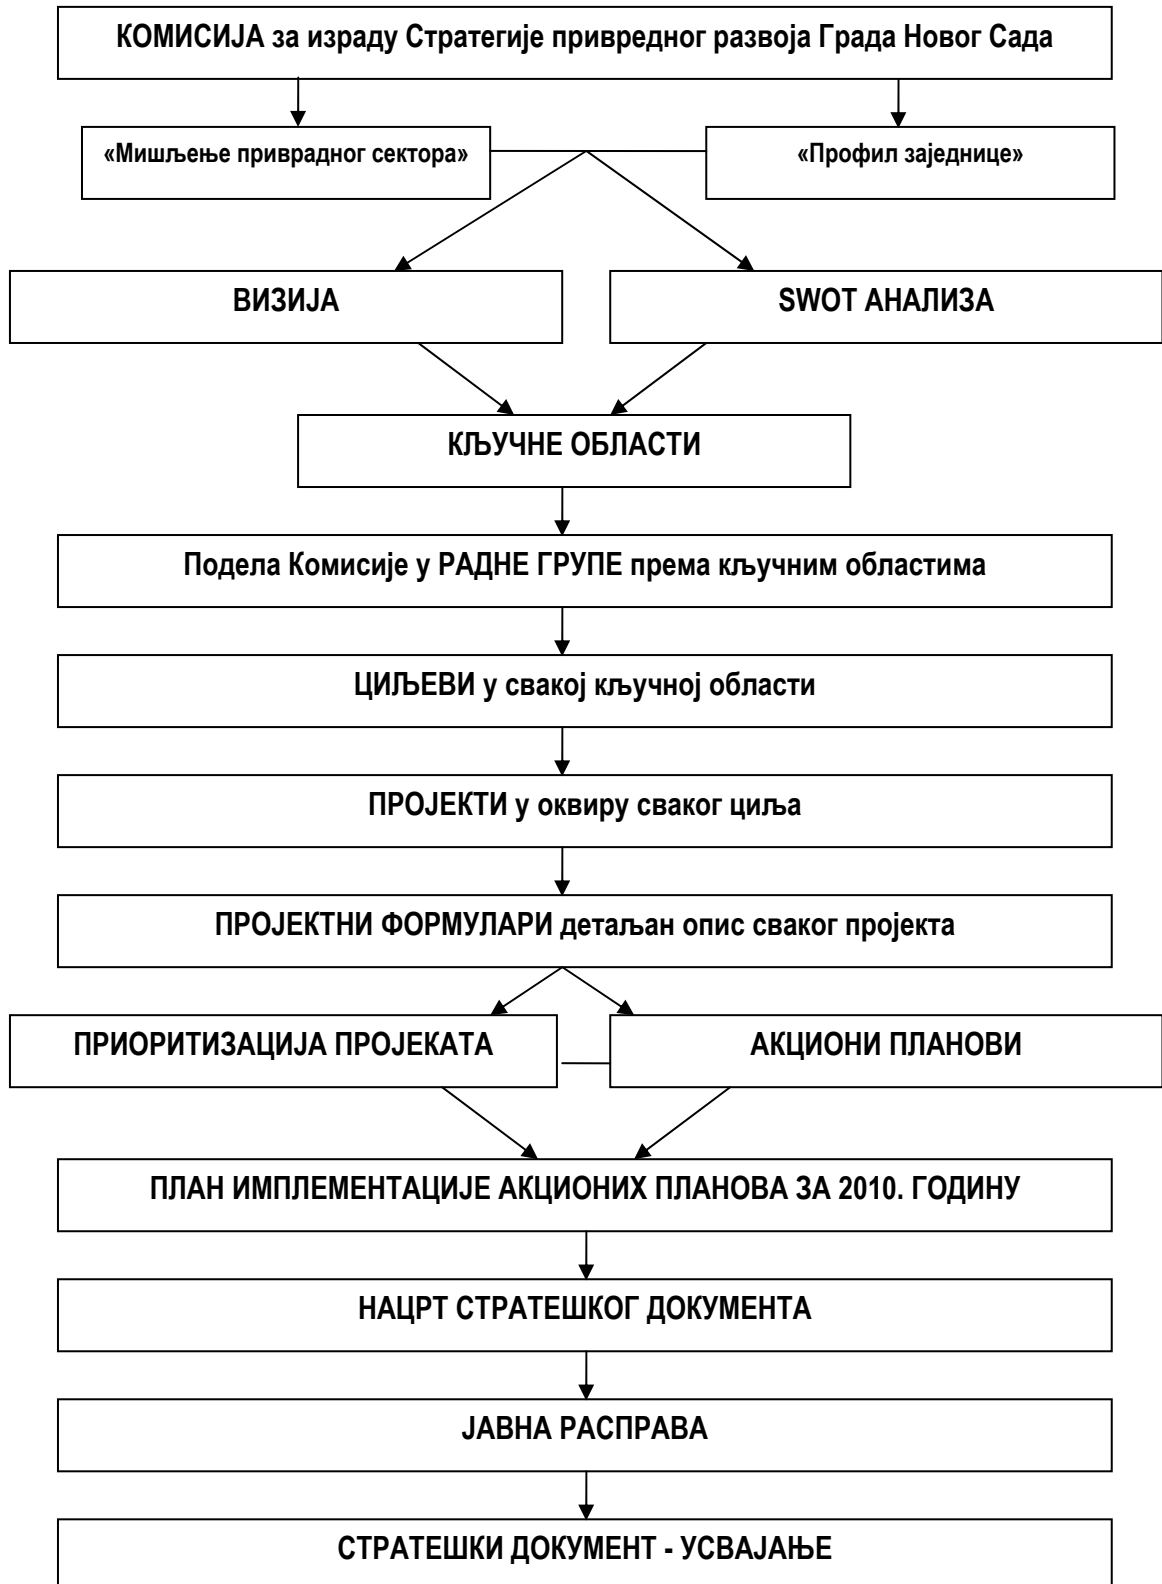 КОМИСИЈА за израду Стратегије привредног развоја Града Новог Сада
«Мишљење приврадног сектора»
«Профил заједнице»
ВИЗИЈА
SWOT АНАЛИЗА
КЉУЧНЕ ОБЛАСТИ
Подела Комисије у РАДНЕ ГРУПЕ према кључним областима
ЦИЉЕВИ у свакој кључној области
ПРОЈЕКТИ у оквиру сваког циља
ПРОЈЕКТНИ ФОРМУЛАРИ детаљан опис сваког пројекта
ПРИОРИТИЗАЦИЈА ПРОЈЕКАТА
АКЦИОНИ ПЛАНОВИ
ПЛАН ИМПЛЕМЕНТАЦИЈЕ АКЦИОНИХ ПЛАНОВА ЗА 2010. ГОДИНУ
НАЦРТ СТРАТЕШКОГ ДОКУМЕНТА
ЈАВНА РАСПРАВА
СТРАТЕШКИ ДОКУМЕНТ - УСВАЈАЊЕ